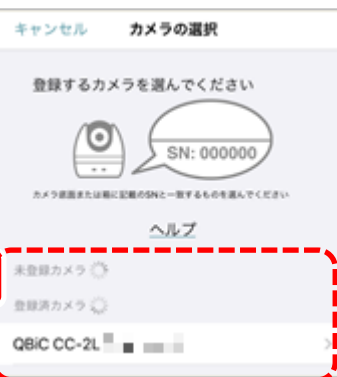 キャンセル カメラの選択
登録するカメラを選んでください
SN: 000000
カメラ底面または箱に記載のSNと一致するものを選んでください
ヘルプ
未登録カメラ
登録済カメラ
QBiC CC-2L